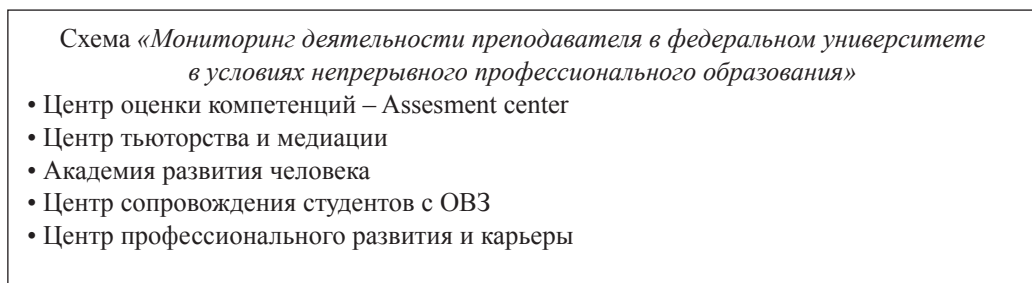 Схема «Мониторинг деятельности преподавателя в федеральном университете
в условиях непрерывного профессионального образования»
• Центр оценки компетенций – Assesment center
• Центр тьюторства и медиации
• Академия развития человека
• Центр сопровождения студентов с ОВЗ
• Центр профессионального развития и карьеры